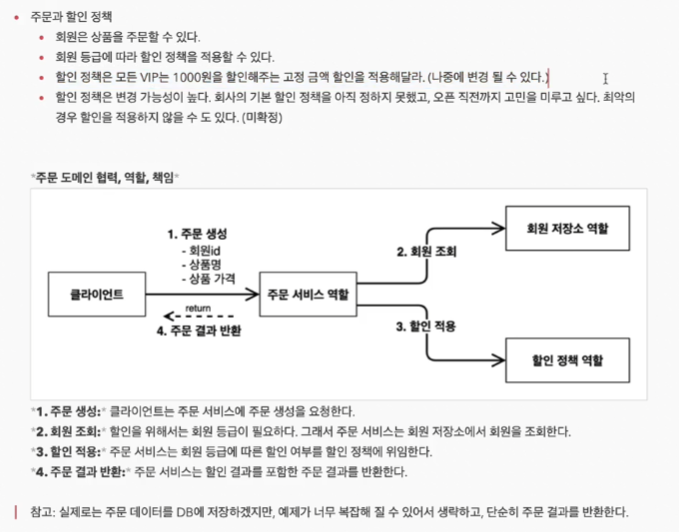 주문과 할인 정책
회원은 상품을 주문할 수 있다.
회원 등급에 따라 할인 정책을 적용할 수 있다.
할인 정책은 모든 VIP는 1000원을 할인해주는 고정 금액 할인을 적용해달라. (나중에 변경 될 수 있다.)
할인 정책은 변경 가능성이 높다. 회사의 기본 할인 정책을 아직 정하지 못했고, 오픈 직전까지 고민을 미루고 싶다. 최악의
경우 할인을 적용하지 않을 수 도 있다. (미확정)
*주문 도메인 협력, 역할, 책임*
1. 주문 생성
- 회원id
- 상품명
- 상품 가격
클라이언트
주문 서비스 역할
return
4. 주문 결과 반환
2. 회원 조회
회원 저장소 역할
3. 할인 적용
할인 정책 역할
*1. 주문 생성:* 클라이언트는 주문 서비스에 주문 생성을 요청한다.
*2. 회원 조회:* 할인을 위해서는 회원 등급이 필요하다. 그래서 주문 서비스는 회원 저장소에서 회원을 조회한다.
*3. 할인 적용:* 주문 서비스는 회원 등급에 따른 할인 여부를 할인 정책에 위임한다.
*4. 주문 결과 반환:* 주문 서비스는 할인 결과를 포함한 주문 결과를 반환한다.
참고: 실제로는 주문 데이터를 DB에 저장하겠지만, 예제가 너무 복잡해 질 수 있어서 생략하고, 단순히 주문 결과를 반환한다.